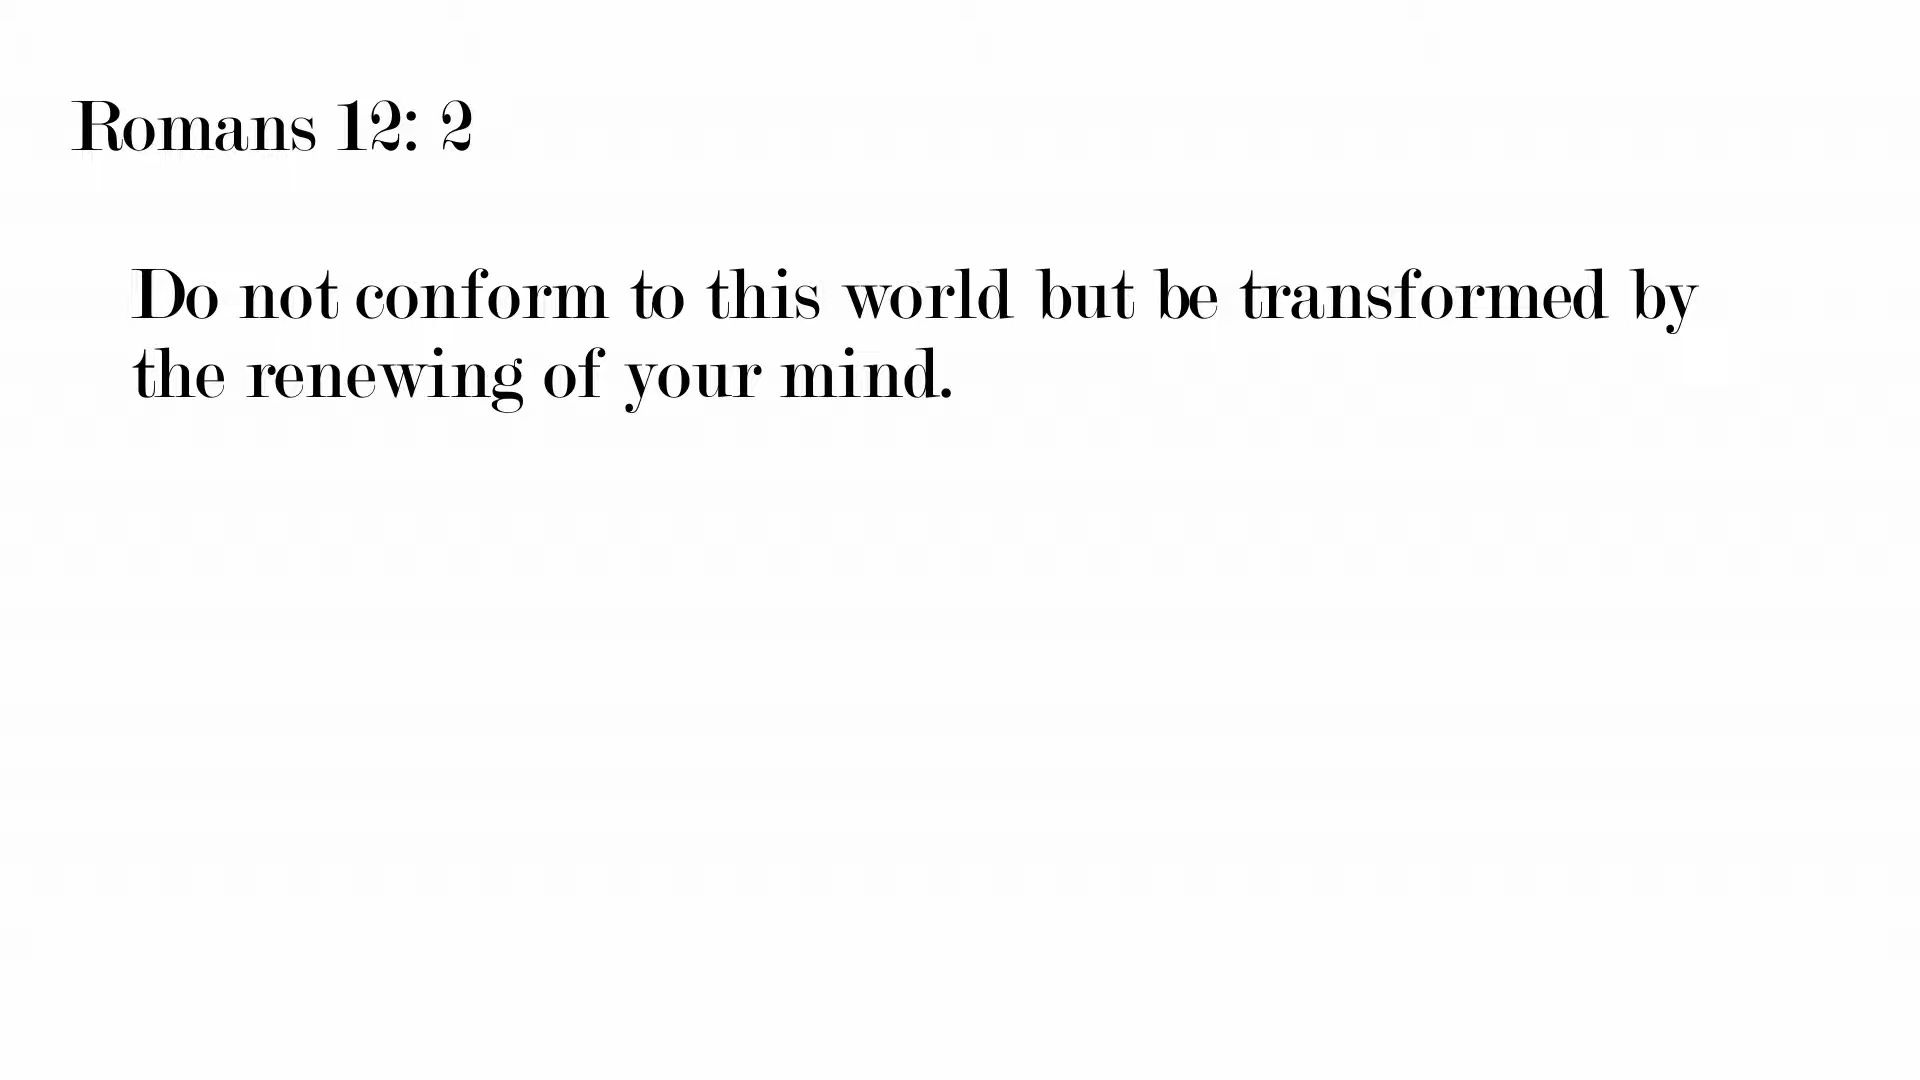 Romans 12: 2
Do not conform to this world but be transformed by
the renewing of your mind.